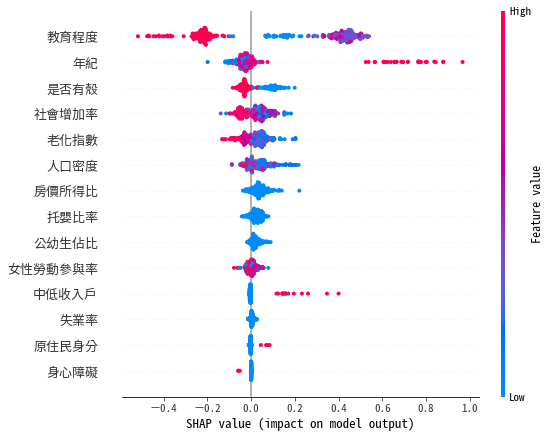 High
教育程度
年紀
是否有殼
社會增加率
老化指數
人口密度
房價所得比
托嬰比率
公幼生佔比
女性勞動參與率
中低收入戶
失業率
原住民身分
身心障礙
Feature value
Low
−0.4 −0.2 0.0 0.2 0.4 0.6 0.8 1.0
SHAP value (impact on model output)